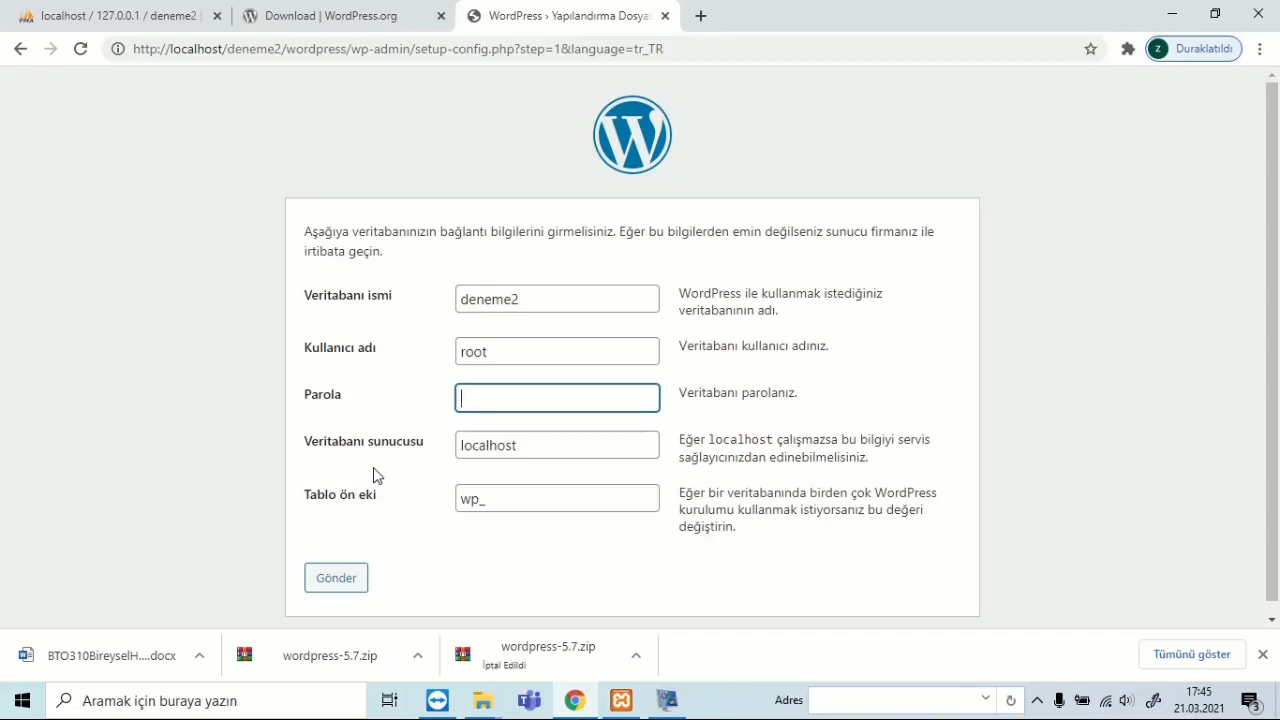 localhost / 127.0.0.1 / deneme2
Download | WordPress.org
WordPress › Yapılandırma Dosya
http://localhost/deneme2/wordpress/wp-admin/setup-config.php?step=1&language=tr_TR
z
Duraklatıldı
Aşağıya veritabanınızın bağlantı bilgilerini girmelisiniz. Eğer bu bilgilerden emin değilseniz sunucu firmanız ile
irtibata geçin.
Veritabanı ismi
deneme2
WordPress ile kullanmak istediğiniz
veritabanının adı.
Kullanıcı adı
root
Veritabanı kullanıcı adınız.
Parola
Veritabanı parolanız.
Veritabanı sunucusu
localhost
Eğer localhost çalışmazsa bu bilgiyi servis
sağlayıcınızdan edinebilmelisiniz.
Tablo ön eki
wp_
Eğer bir veritabanında birden çok WordPress
kurulumu kullanmak istiyorsanız bu değeri
değiştirin.
Gönder
BTO310BireyselH....docx
wordpress-5.7.zip
wordpress-5.7.zip
İptal Edildi
Tümünü göster
Aramak için buraya yazın
Adres
17:45
21.03.2021
3